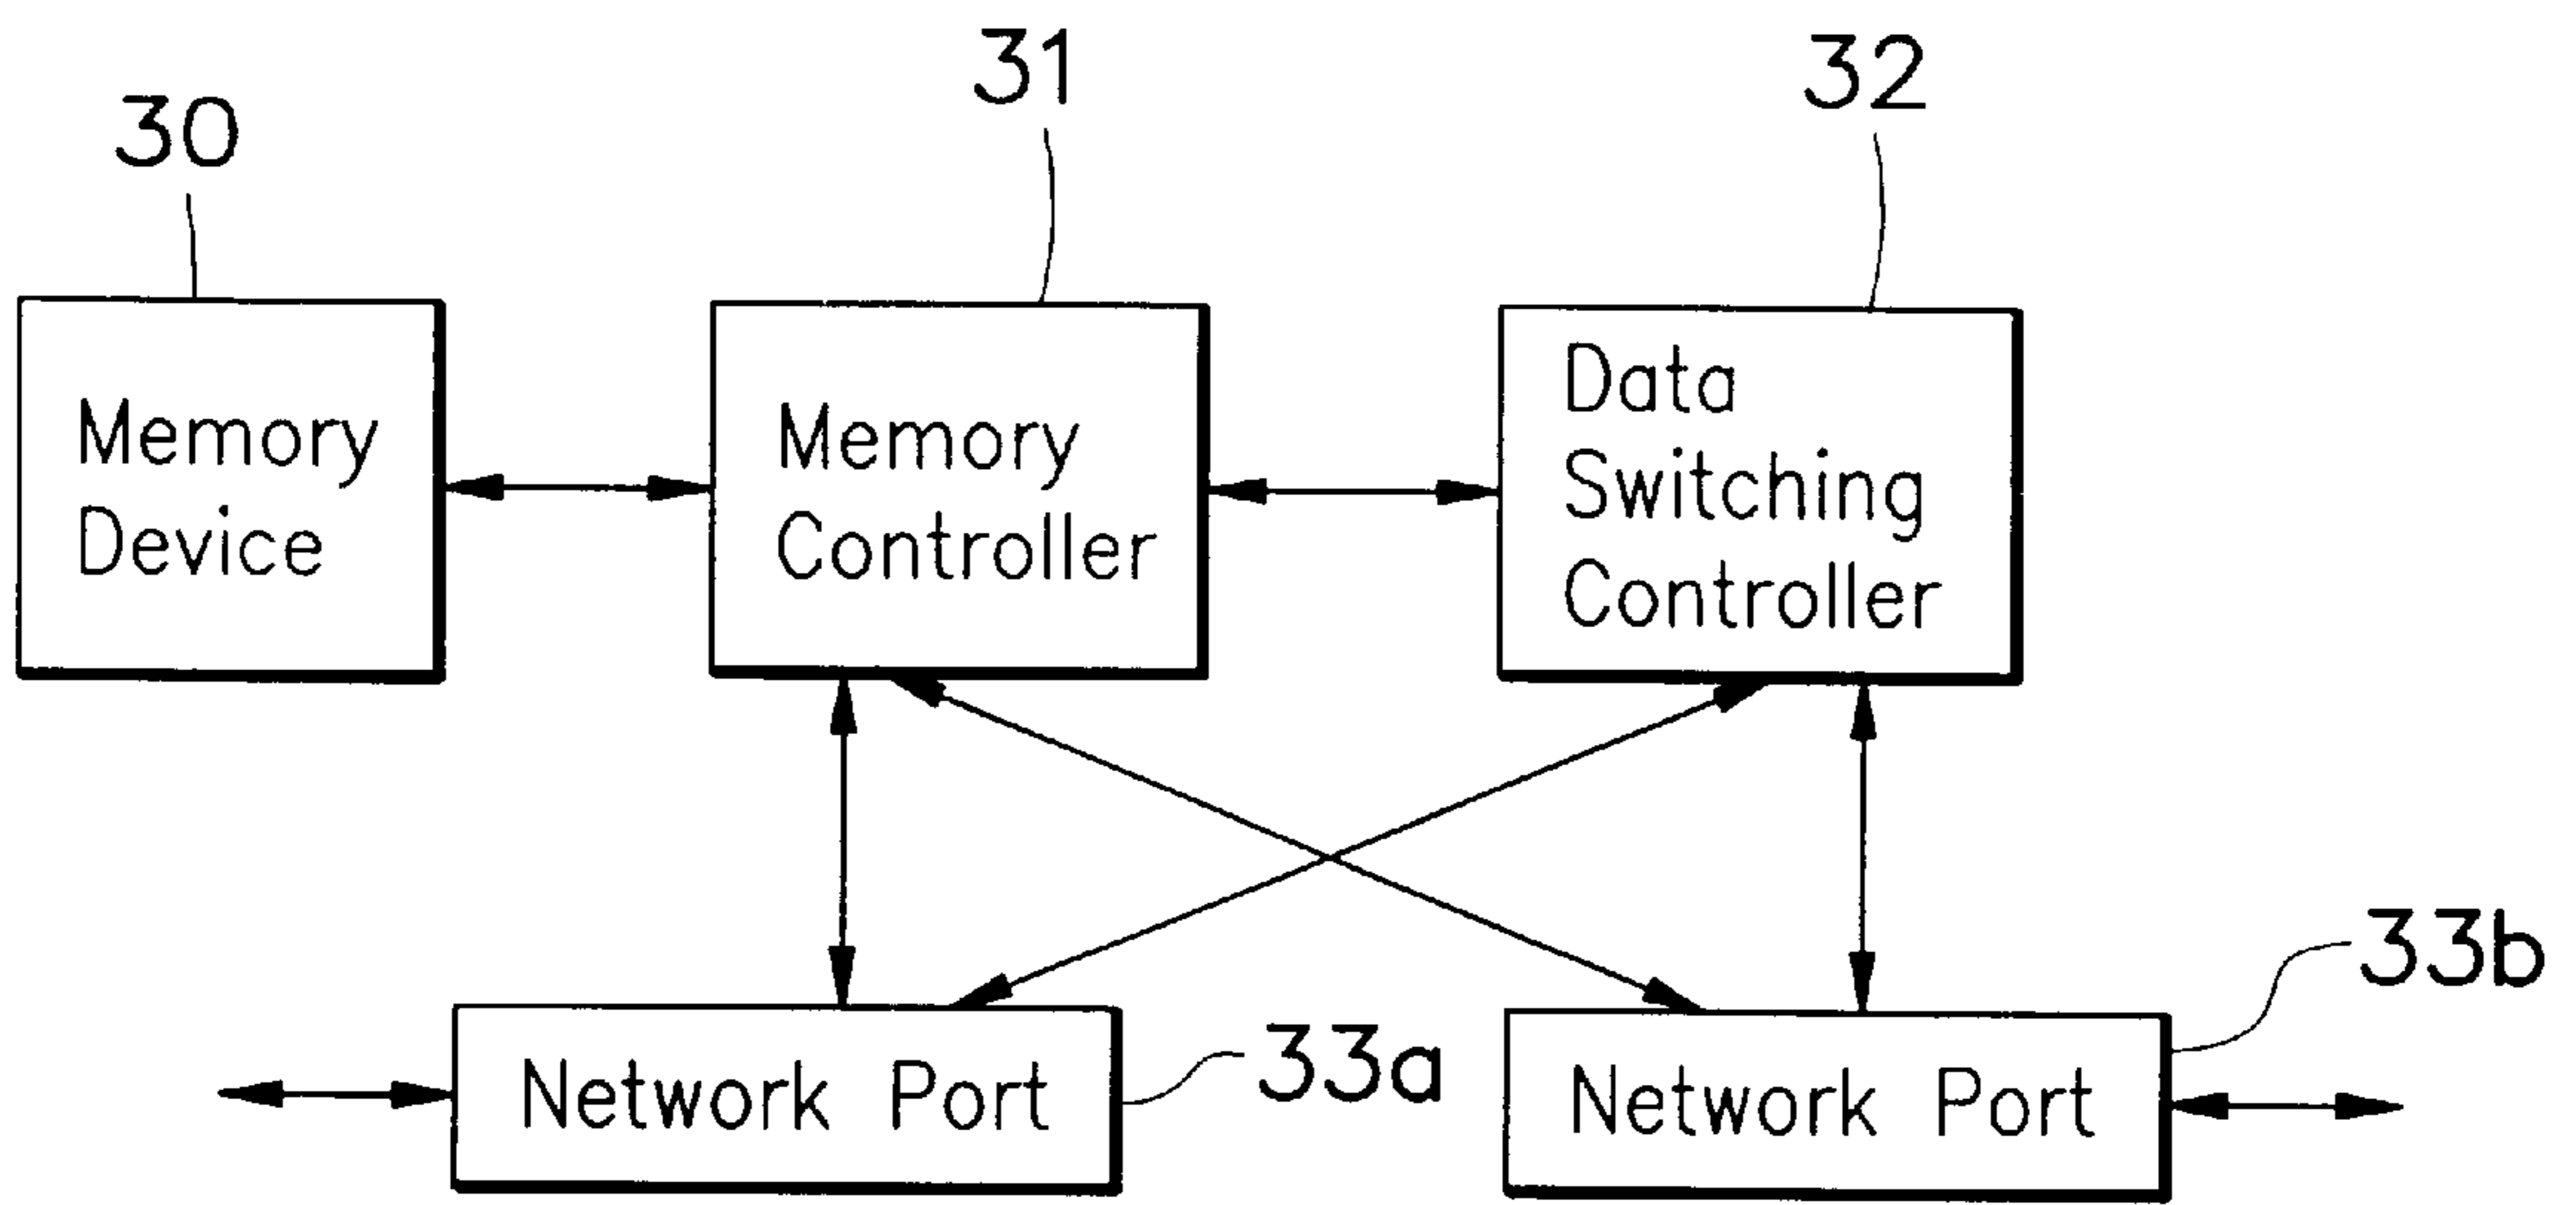 30
31
32
Memory
Device
Memory
Controller
Data
Switching
Controller
Network Port
33a
Network Port
33b